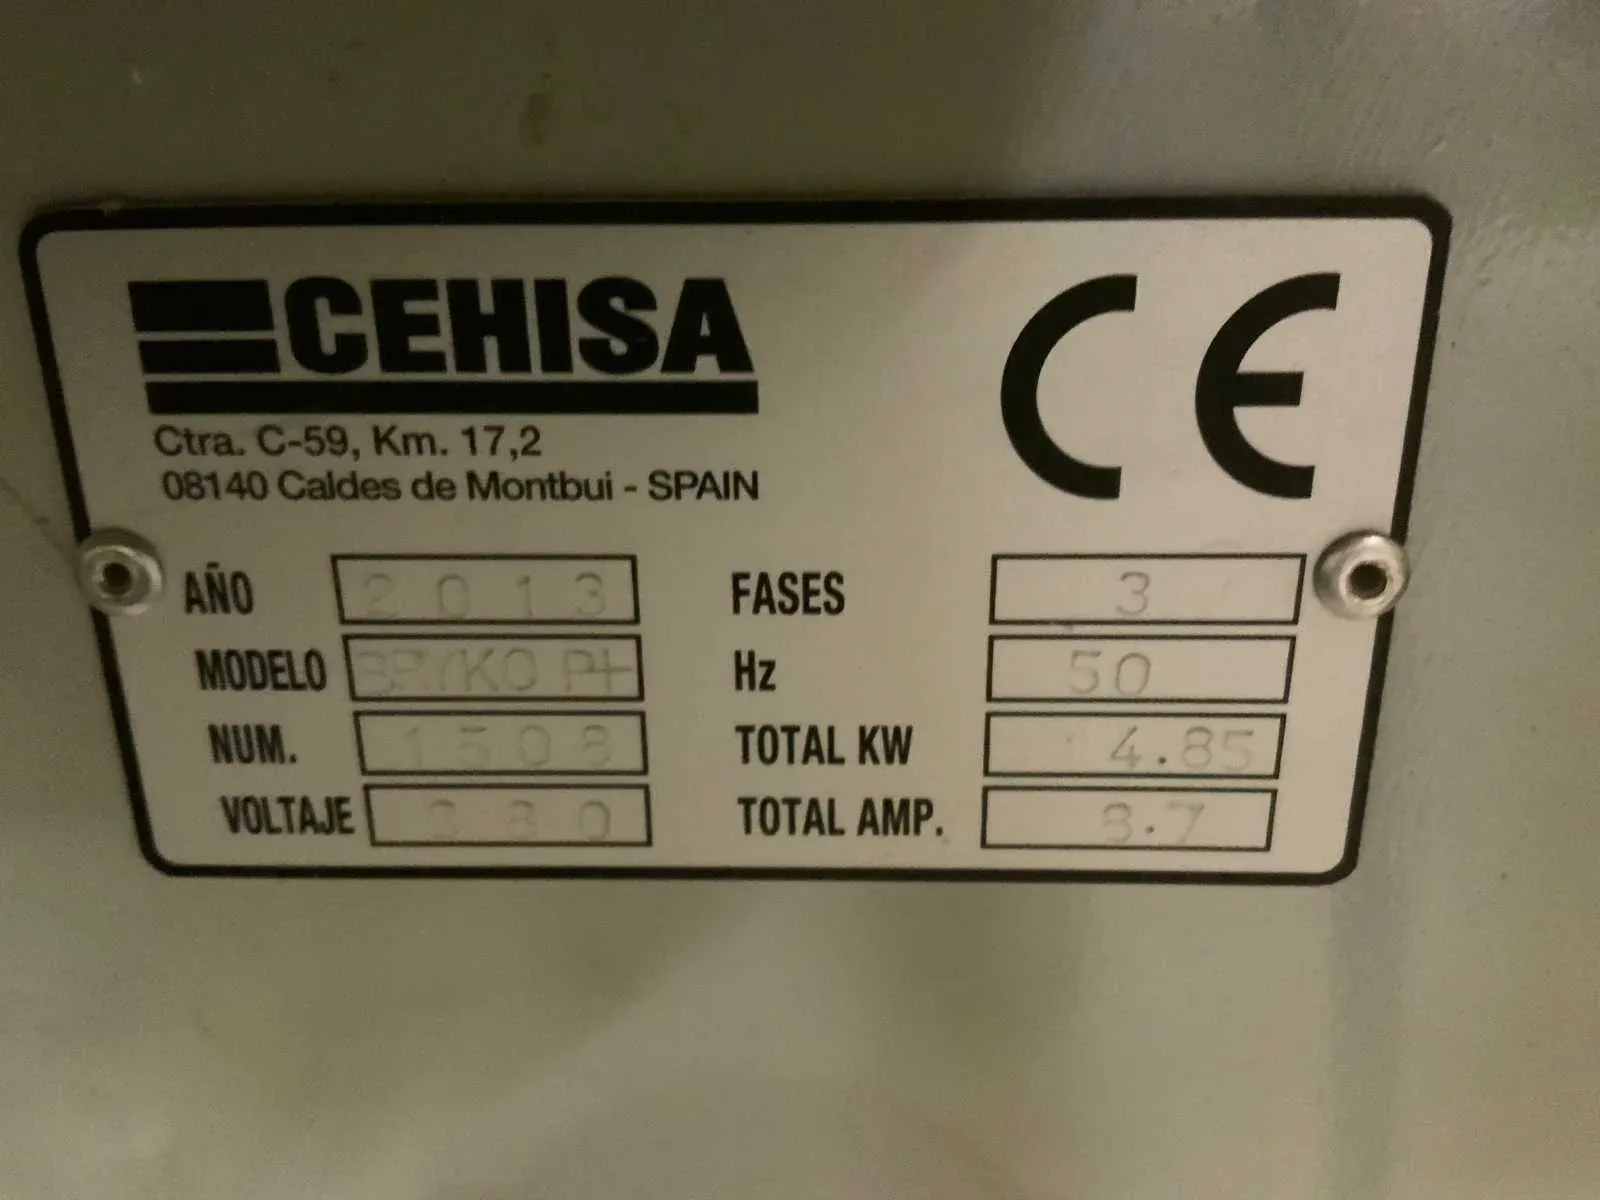 CEHISA
CE
Ctra. C-59, Km. 17,2
08140 Caldes de Montbui - SPAIN
AÑO 2013 FASES 3
MODELO Hz 50
NUM. 1508 TOTAL KW 4.85
VOLTAJE 380 TOTAL AMP. 8.7